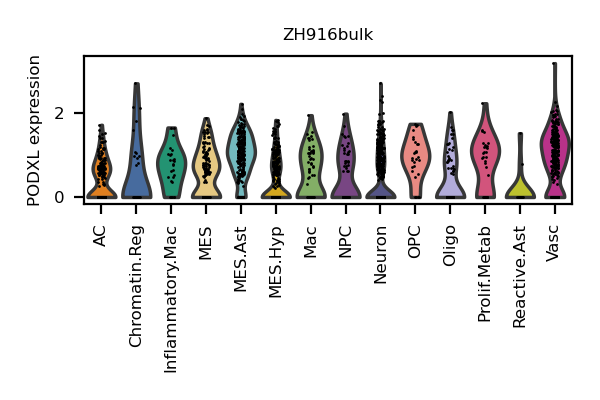 ZH916bulk
PODXL expression
2
0
AC
Chromatin.Reg
Inflammatory.Mac
MES
MES.Ast
MES.Hyp
Mac
NPC
Neuron
OPC
Oligo
Prolif.Metab
Reactive.Ast
Vasc